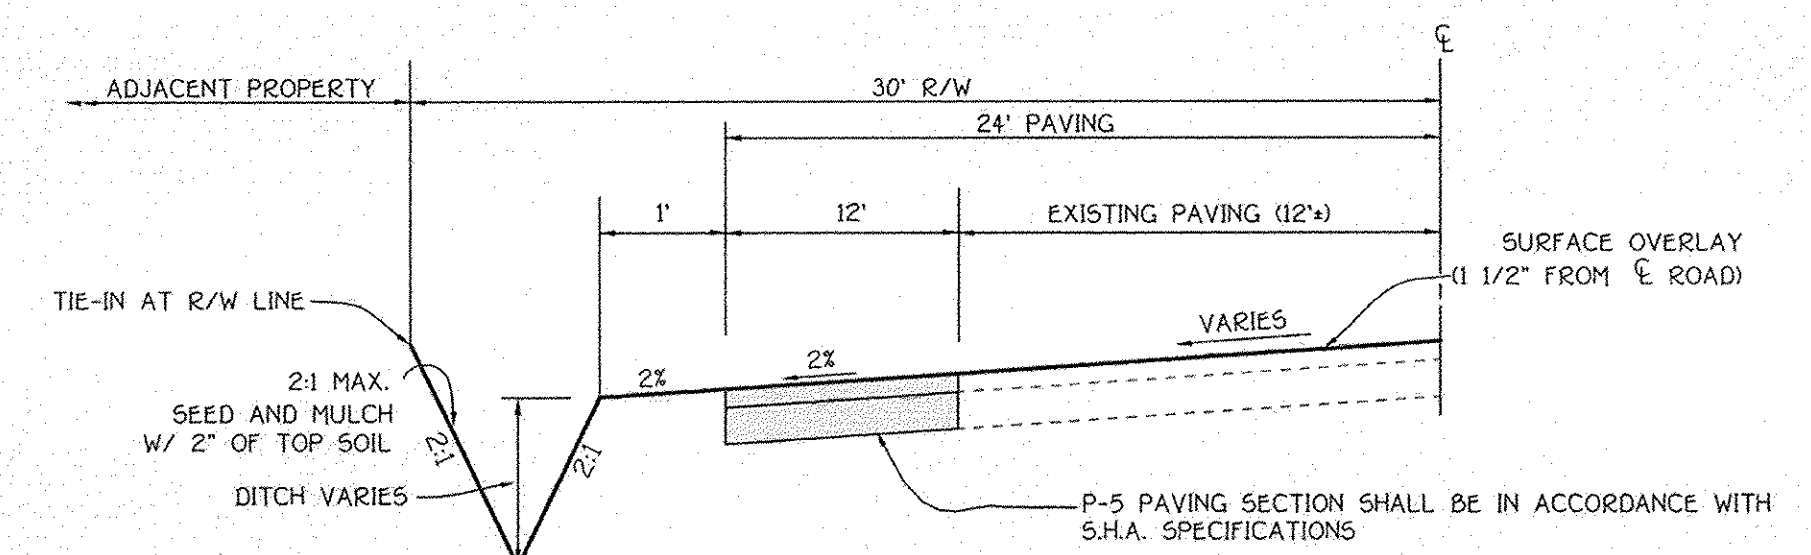 ℄
ADJACENT PROPERTY
30' R/W
24' PAVING
1'
12'
EXISTING PAVING (12'±)
SURFACE OVERLAY
(1 1/2" FROM ℄ ROAD)
TIE-IN AT R/W LINE
VARIES
2%
2%
2:1 MAX.
SEED AND MULCH
W/ 2" OF TOP SOIL
2:1
2:1
DITCH VARIES
P-5 PAVING SECTION SHALL BE IN ACCORDANCE WITH
S.H.A. SPECIFICATIONS